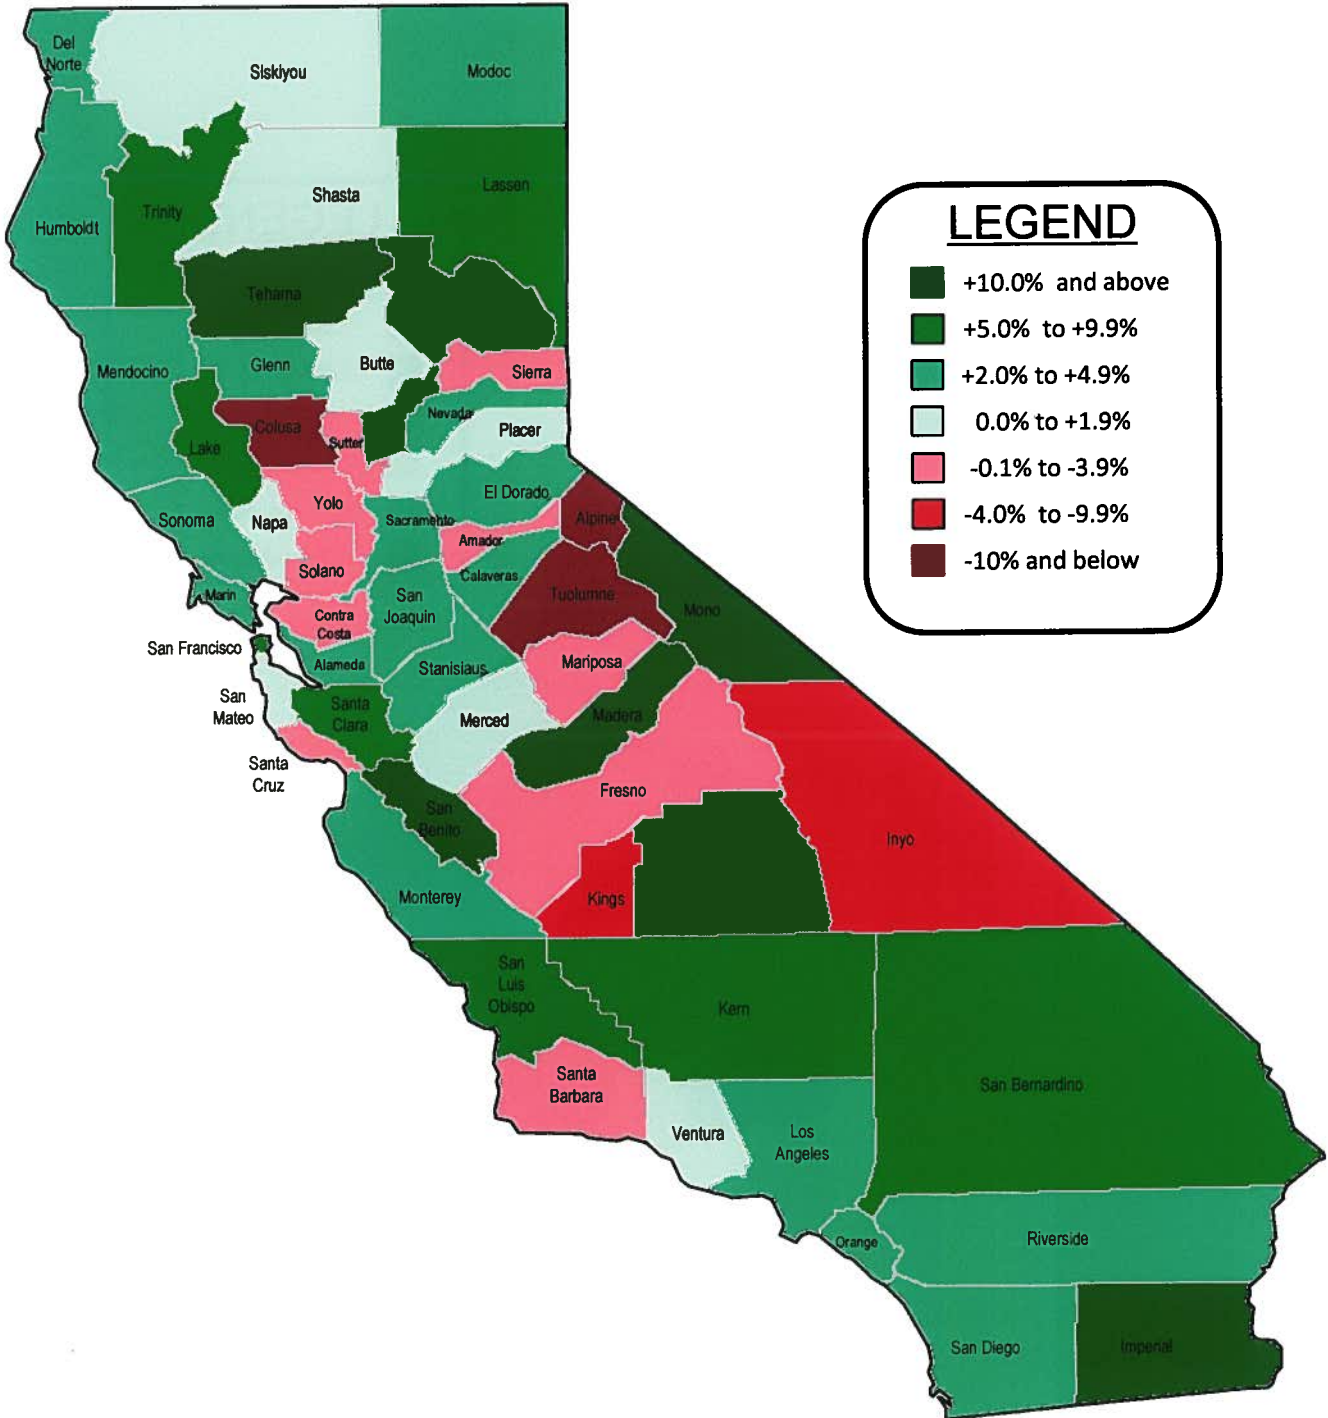 Del
Norte
Siskiyou
Modoc
Humboldt
Trinity
Shasta
Lassen
LEGEND
+10.0% and above
+5.0% to +9.9%
+2.0% to +4.9%
0.0% to +1.9%
-0.1% to -3.9%
-4.0% to -9.9%
-10% and below
Tehama
Mendocino
Glenn
Butte
Sierra
Lake
Colusa
Sutter
Nevada
Placer
Sonoma
Napa
Yolo
Sacramento
El Dorado
Alpine
Marin
Solano
Amador
Calaveras
Tuolumne
Mono
San Francisco
Contra
Costa
San
Joaquin
Alameda
Stanislaus
Mariposa
San
Mateo
Santa
Clara
Merced
Madera
Santa
Cruz
Fresno
San
Benito
Inyo
Monterey
Kings
San
Luis
Obispo
Kern
Santa
Barbara
San Bernardino
Ventura
Los
Angeles
Orange
Riverside
San Diego
Imperial